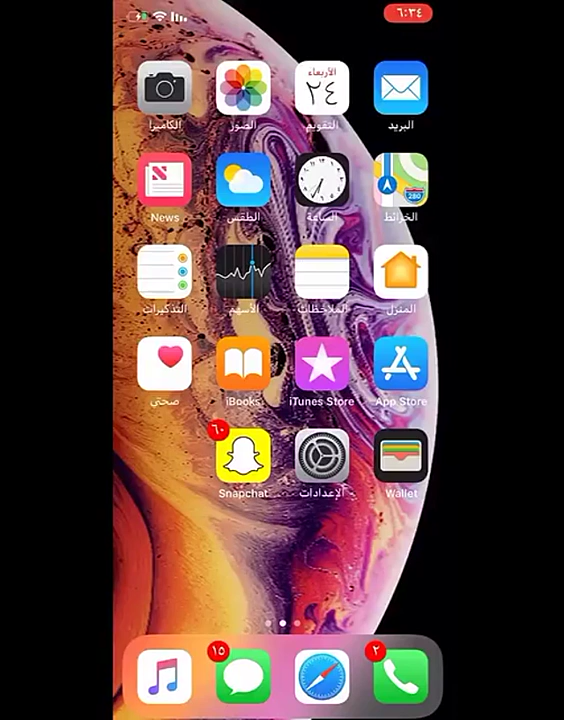 ٦:٣٤
الأربعاء
٢٤
البريد
التقويم
الصور
الكاميرا
280
الخرائط
الساعة
الطقس
News
المنزل
الملاحظات
الأسهم
التذكيرات
App Store
iTunes Store
iBooks
صحتي
Wallet
الإعدادات
٦٠
Snapchat
٢
١٥